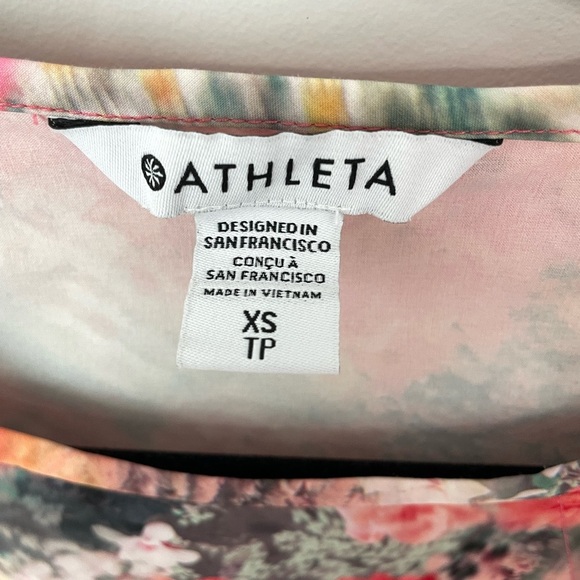 ATHLETA
DESIGNED IN
SAN FRANCISCO
CONÇU À
SAN FRANCISCO
MADE IN VIETNAM
XS
TP